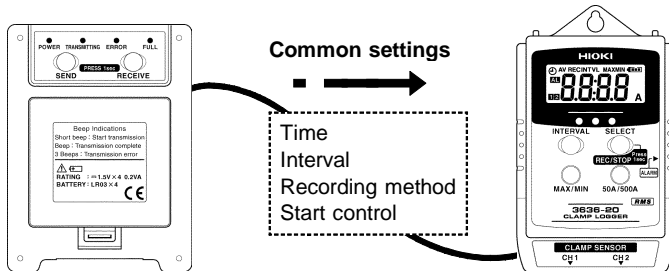 POWER TRANSMITTING ERROR FULL
PRESS 1sec
SEND RECEIVE
Beep Indications
Short beep : Start transmission
Beep : Transmission complete
3 Beeps : Transmission error
RATING : ⎓1.5V×4 0.2VA
BATTERY : LR03×4
CE
Common settings
Time
Interval
Recording method
Start control
HIOKI
AV REC INTVL MAX MIN
AL
1 2 88:8.8 A
INTERVAL SELECT
Press 1sec
REC/STOP
ALARM
MAX/MIN 50A/500A
RMS
3636-20
CLAMP LOGGER
CLAMP SENSOR
CH 1 CH 2